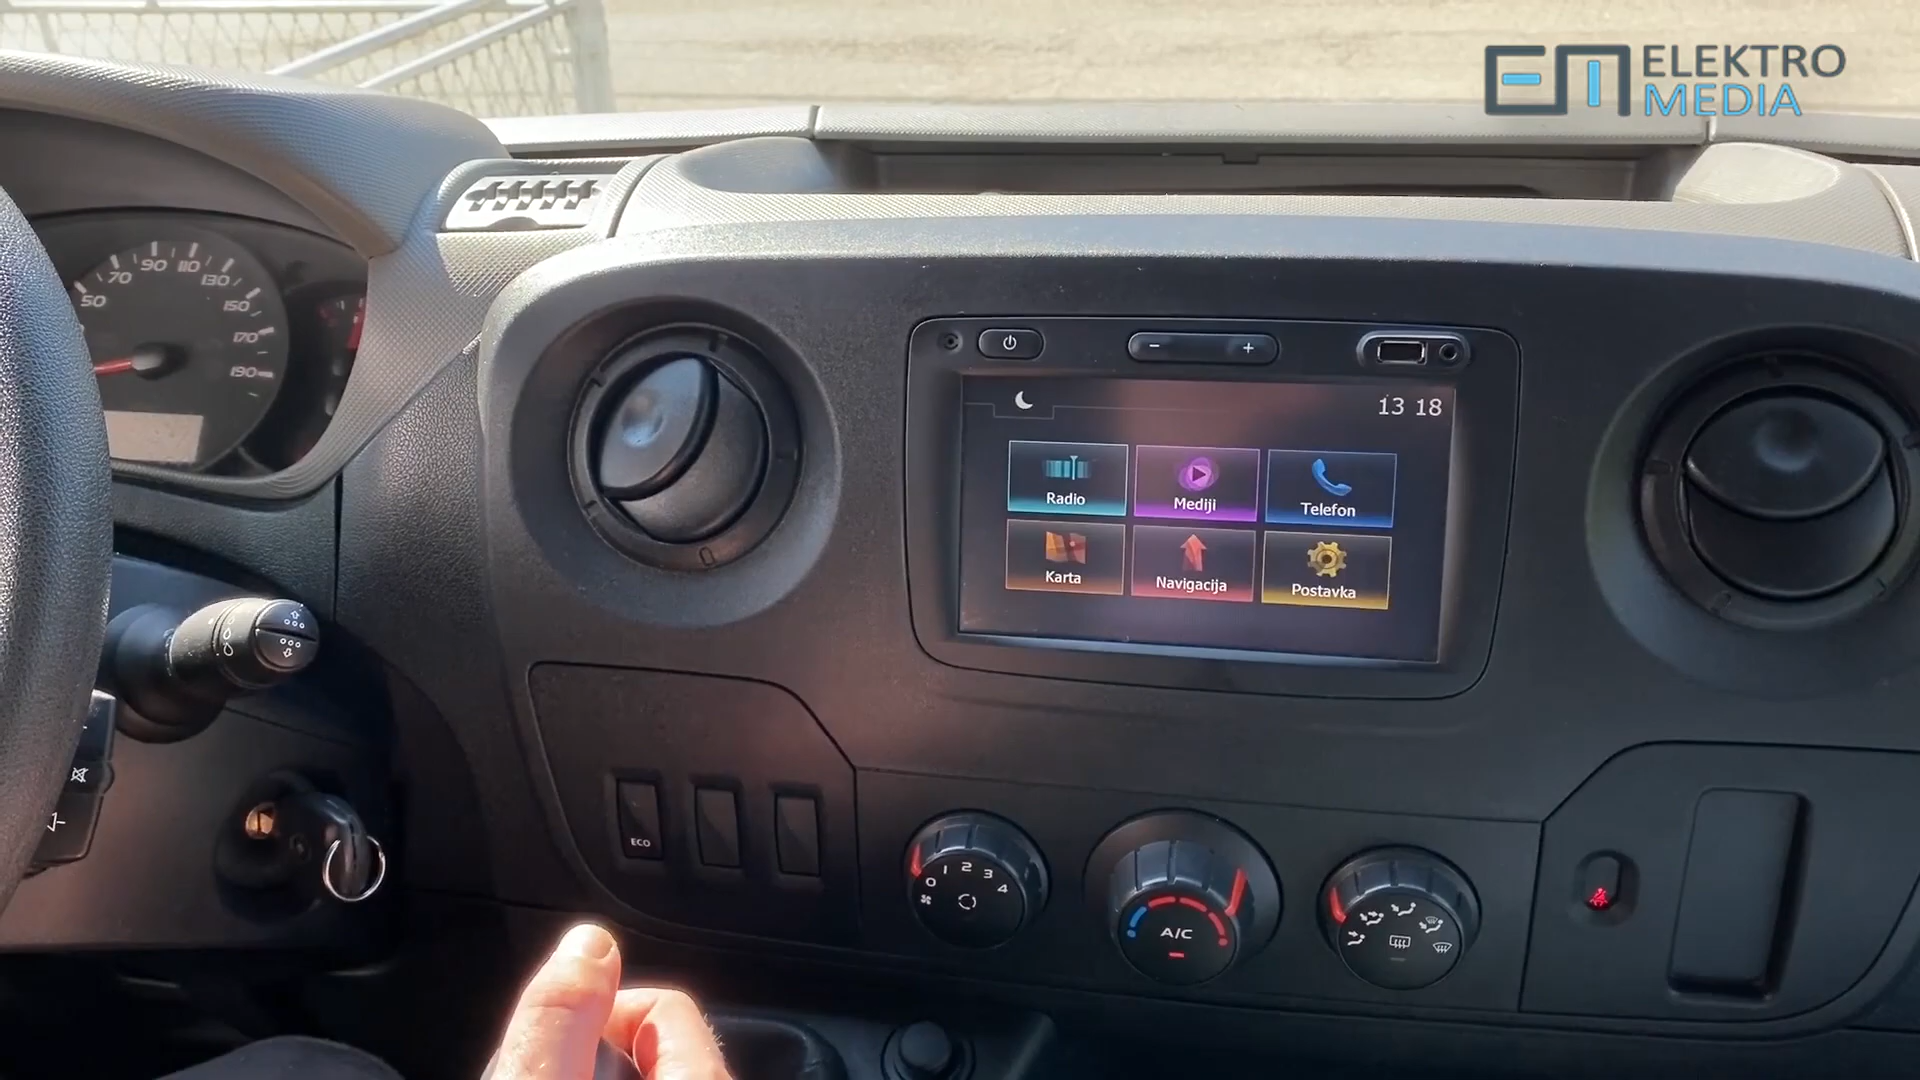 ELEKTRO
MEDIA
50
70
90
110
130
150
170
190
13 18
Radio
Mediji
Telefon
Karta
Navigacija
Postavka
ECO
0 1 2 3 4
A/C